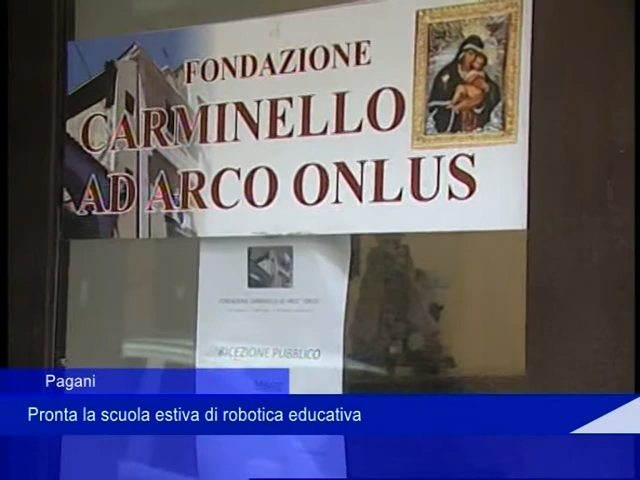 FONDAZIONE
CARMINELLO
AD ARCO ONLUS
RICEZIONE PUBBLICO
Pagani
Pronta la scuola estiva di robotica educativa